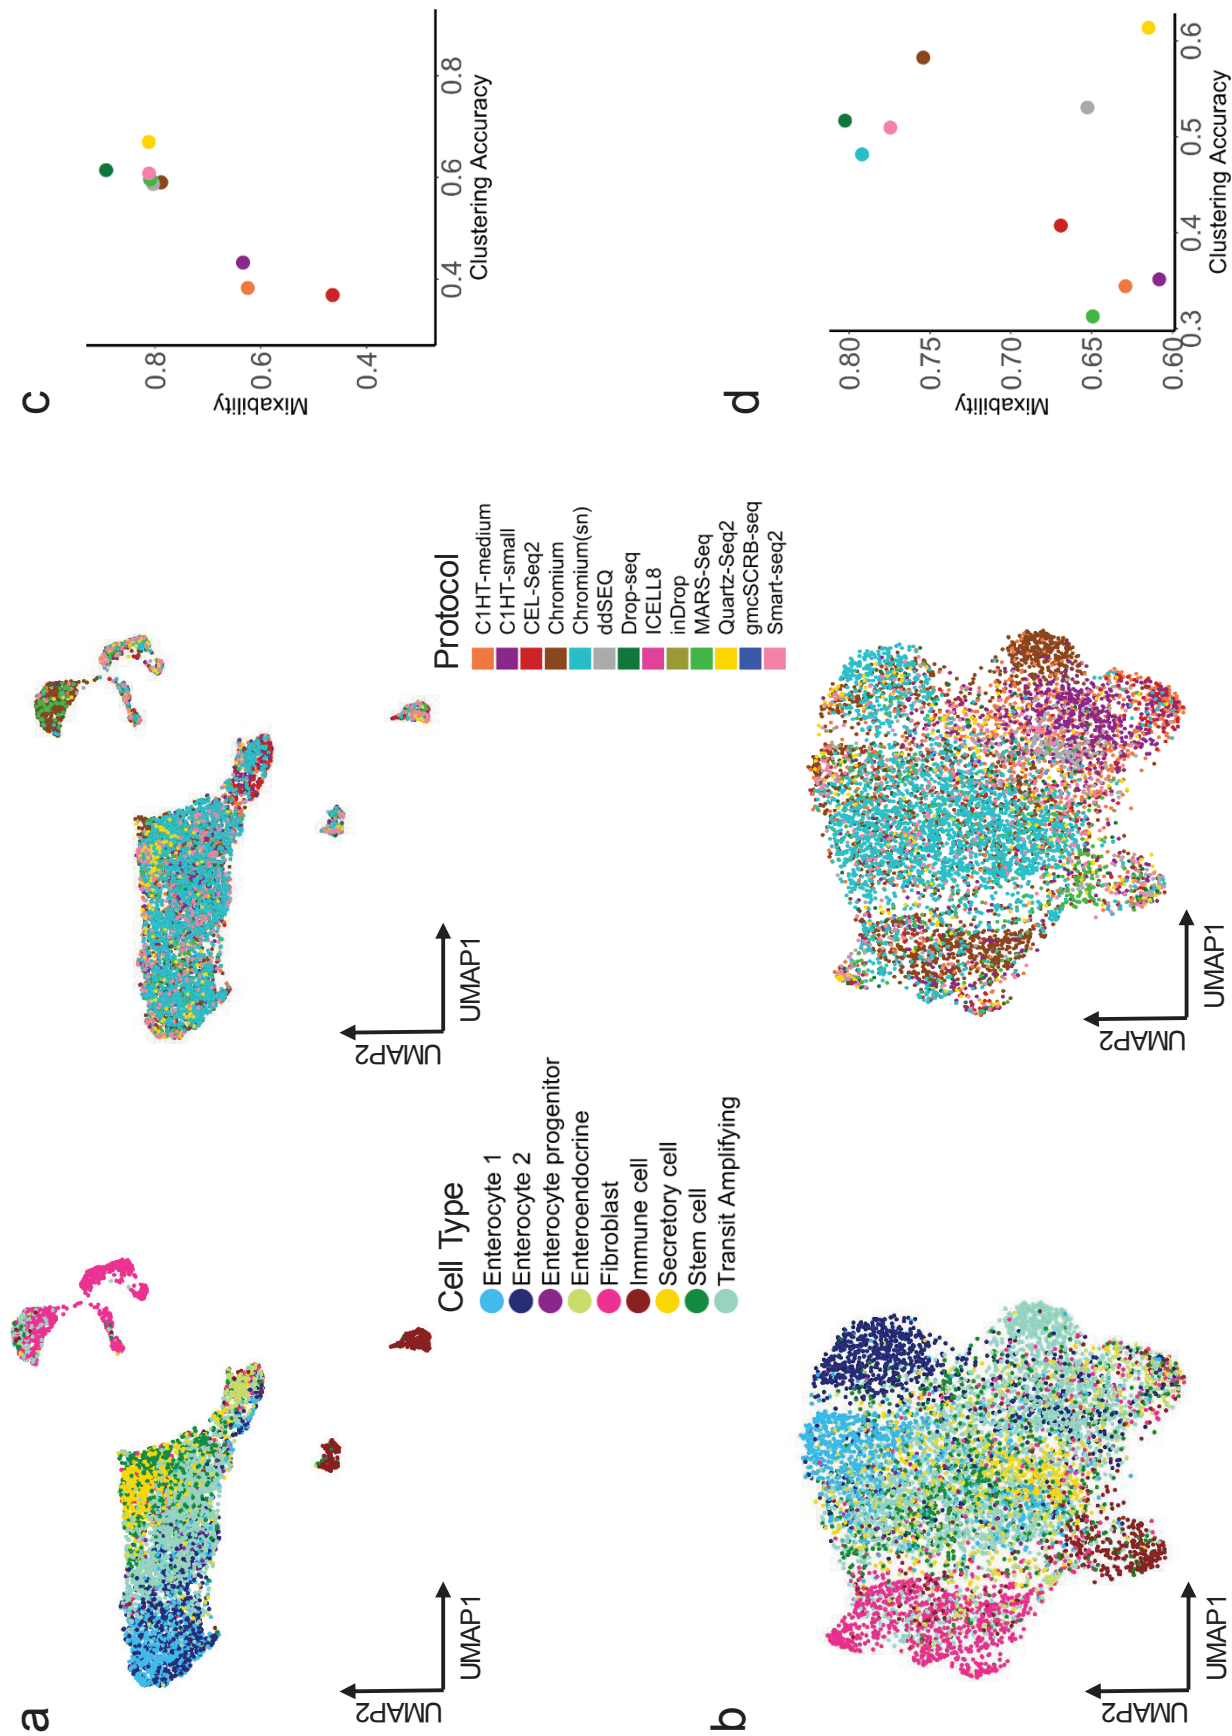 a
UMAP2
UMAP1
Cell Type
Enterocyte 1
Enterocyte 2
Enterocyte progenitor
Enteroendocrine
Fibroblast
Immune cell
Secretory cell
Stem cell
Transit Amplifying
UMAP2
UMAP1
Protocol
C1HT-medium
C1HT-small
CEL-Seq2
Chromium
Chromium(sn)
ddSEQ
Drop-seq
ICELL8
inDrop
MARS-Seq
Quartz-Seq2
gmcSCRB-seq
Smart-seq2
c
Mixability
0.8
0.6
0.4
0.4
0.6
0.8
Clustering Accuracy
b
UMAP2
UMAP1
UMAP2
UMAP1
d
Mixability
0.80
0.75
0.70
0.65
0.60
0.3
0.4
0.5
0.6
Clustering Accuracy